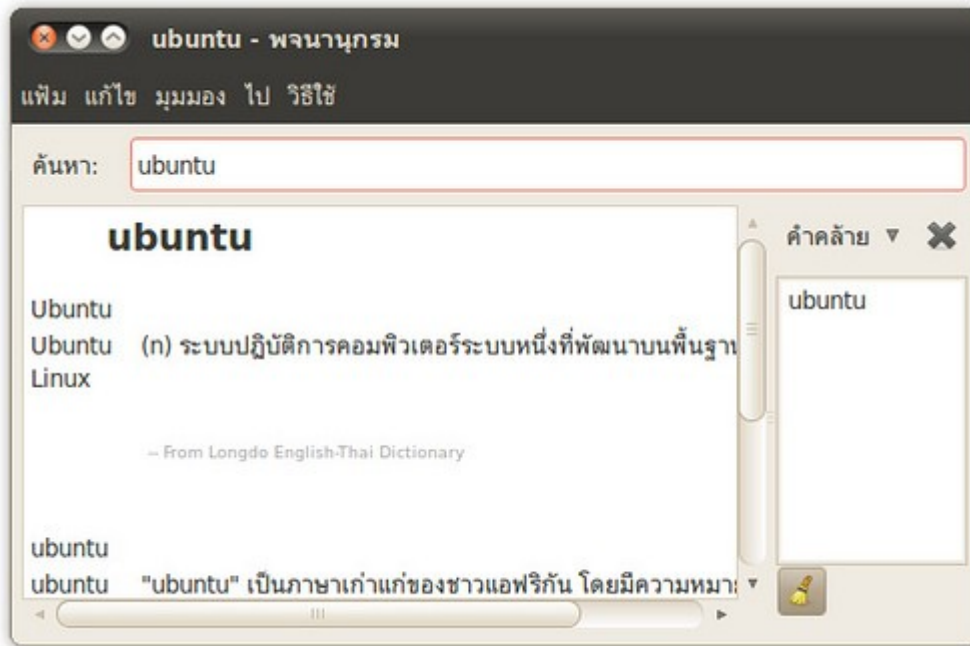 ubuntu - พจนานุกรม
แฟ้ม แก้ไข มุมมอง ไป วิธีใช้
ค้นหา: ubuntu
ubuntu
คำคล้าย
ubuntu
Ubuntu
Ubuntu (n) ระบบปฏิบัติการคอมพิวเตอร์ระบบหนึ่งที่พัฒนาบนพื้นฐาน
Linux
-- From Longdo English-Thai Dictionary
ubuntu
ubuntu "ubuntu" เป็นภาษาเก่าแก่ของชาวแอฟริกัน โดยมีความหมา